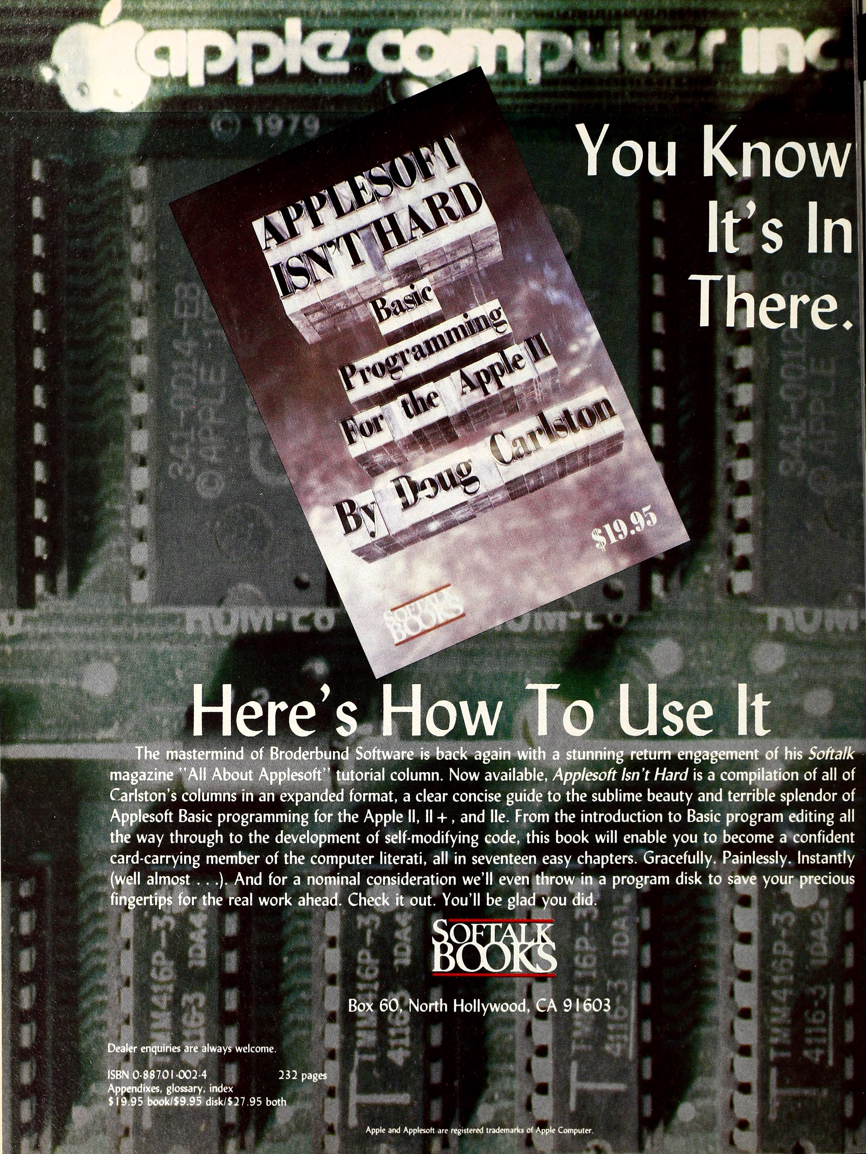 apple computer inc.
© 1979
You Know
It's In
There.
APPLESOFT
ISN'T HARD
Basic
Programming
For the Apple II
By Doug Carlston
$19.95
SOFTALK
BOOKS
341-0014-E8
© APPLE
341-0012
© APPLE
ROM-E8
ROM-
Here's How To Use It
The mastermind of Broderbund Software is back again with a stunning return engagement of his Softalk
magazine "All About Applesoft" tutorial column. Now available, Applesoft Isn't Hard is a compilation of all of
Carlston's columns in an expanded format, a clear concise guide to the sublime beauty and terrible splendor of
Applesoft Basic programming for the Apple II, II+, and IIe. From the introduction to Basic program editing all
the way through to the development of self-modifying code, this book will enable you to become a confident
card-carrying member of the computer literati, all in seventeen easy chapters. Gracefully. Painlessly. Instantly
(well almost . . .). And for a nominal consideration we'll even throw in a program disk to save your precious
fingertips for the real work ahead. Check it out. You'll be glad you did.
SOFTALK
BOOKS
Box 60, North Hollywood, CA 91603
TMM416P-3
4116-3 1DA4
TMM416P-3
4116-3 1DA2
Dealer enquiries are always welcome.
ISBN 0-88701-002-4 232 pages
Appendixes, glossary, index
$19.95 book/$9.95 disk/$27.95 both
Apple and Applesoft are registered trademarks of Apple Computer.